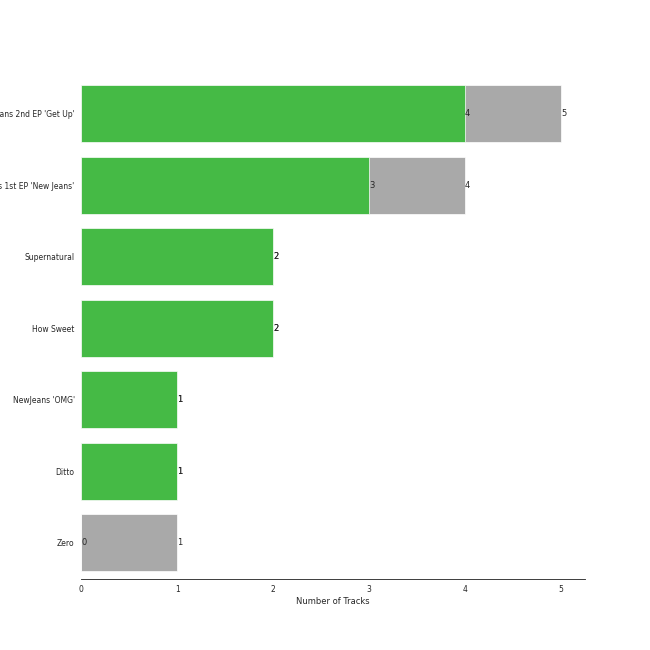 ans 2nd EP 'Get Up' 4 5
s 1st EP 'New Jeans' 3 4
Supernatural 2
How Sweet 2
NewJeans 'OMG' 1
Ditto 1
Zero 0 1
0 1 2 3 4 5
Number of Tracks